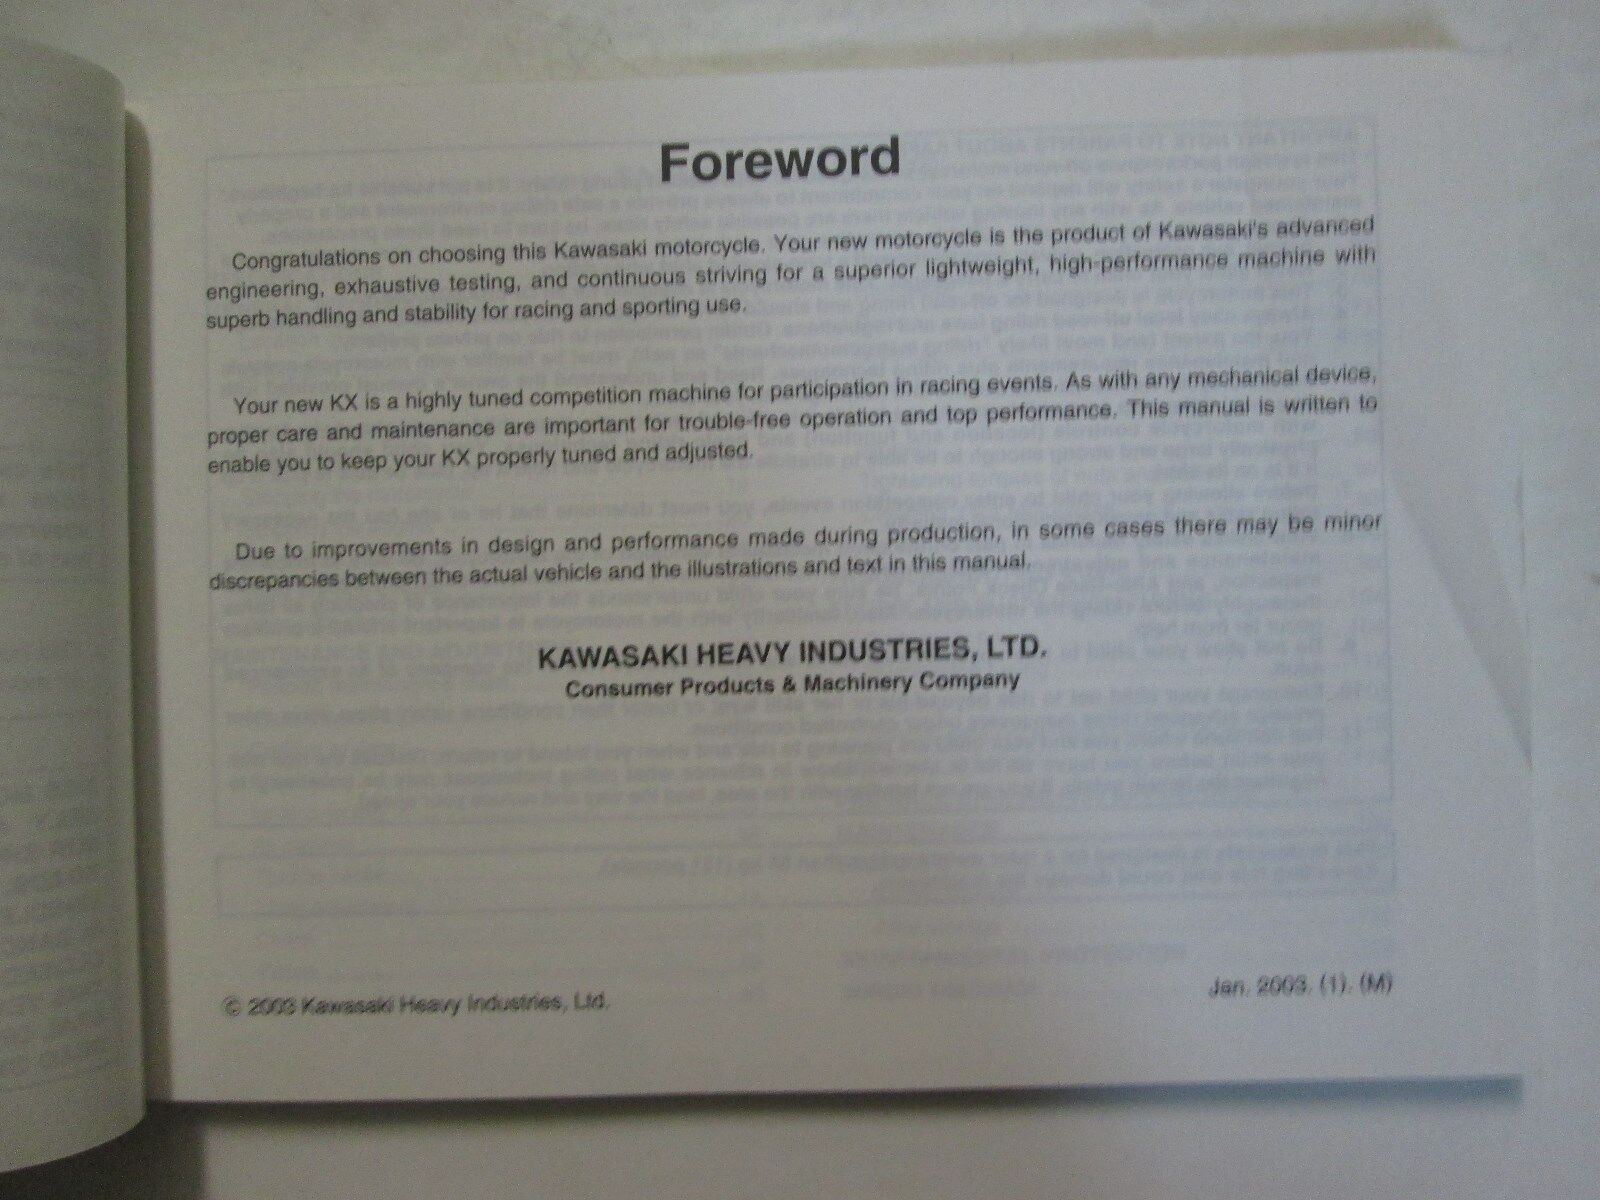 Foreword
Congratulations on choosing this Kawasaki motorcycle. Your new motorcycle is the product of Kawasaki's advanced
engineering, exhaustive testing, and continuous striving for a superior lightweight, high-performance machine with
superb handling and stability for racing and sporting use.
Your new KX is a highly tuned competition machine for participation in racing events. As with any mechanical device,
proper care and maintenance are important for trouble-free operation and top performance. This manual is written to
enable you to keep your KX properly tuned and adjusted.
Due to improvements in design and performance made during production, in some cases there may be minor
discrepancies between the actual vehicle and the illustrations and text in this manual.
KAWASAKI HEAVY INDUSTRIES, LTD.
Consumer Products & Machinery Company
© 2003 Kawasaki Heavy Industries, Ltd.
Jan. 2003. (1). (M)